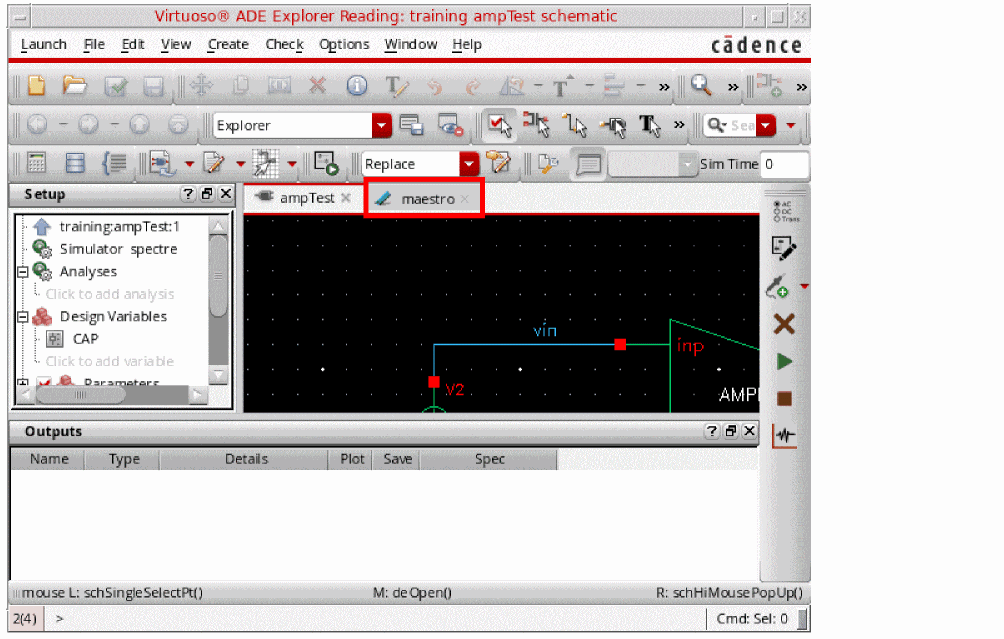 Virtuoso® ADE Explorer Reading: training ampTest schematic
Launch File Edit View Create Check Options Window Help cādence
T T » » »
Explorer T » Sea
Replace Sim Time 0
Setup ? ampTest maestro
AC
DC
Trans
training:ampTest:1
Simulator spectre
Analyses
Click to add analysis
Design Variables
CAP
Click to add variable
Parameters
vin
inp
V2
AMPI
Outputs ?
Name Type Details Plot Save Spec
mouse L: schSingleSelectPt() M: deOpen() R: schHiMousePopUp()
2(4) > Cmd: Sel: 0